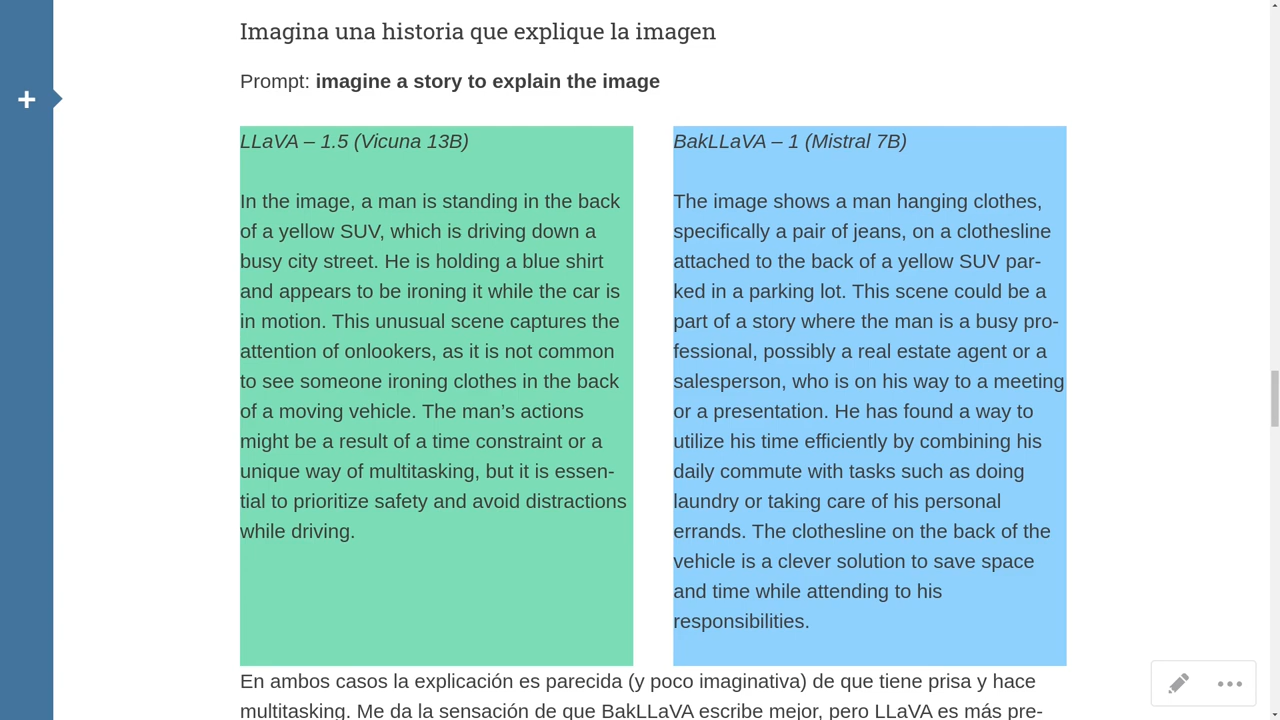 Imagina una historia que explique la imagen
Prompt: imagine a story to explain the image
LLaVA – 1.5 (Vicuna 13B)
In the image, a man is standing in the back
of a yellow SUV, which is driving down a
busy city street. He is holding a blue shirt
and appears to be ironing it while the car is
in motion. This unusual scene captures the
attention of onlookers, as it is not common
to see someone ironing clothes in the back
of a moving vehicle. The man’s actions
might be a result of a time constraint or a
unique way of multitasking, but it is essen-
tial to prioritize safety and avoid distractions
while driving.
BakLLaVA – 1 (Mistral 7B)
The image shows a man hanging clothes,
specifically a pair of jeans, on a clothesline
attached to the back of a yellow SUV par-
ked in a parking lot. This scene could be a
part of a story where the man is a busy pro-
fessional, possibly a real estate agent or a
salesperson, who is on his way to a meeting
or a presentation. He has found a way to
utilize his time efficiently by combining his
daily commute with tasks such as doing
laundry or taking care of his personal
errands. The clothesline on the back of the
vehicle is a clever solution to save space
and time while attending to his
responsibilities.
En ambos casos la explicación es parecida (y poco imaginativa) de que tiene prisa y hace
multitasking. Me da la sensación de que BakLLaVA escribe mejor, pero LLaVA es más pre-